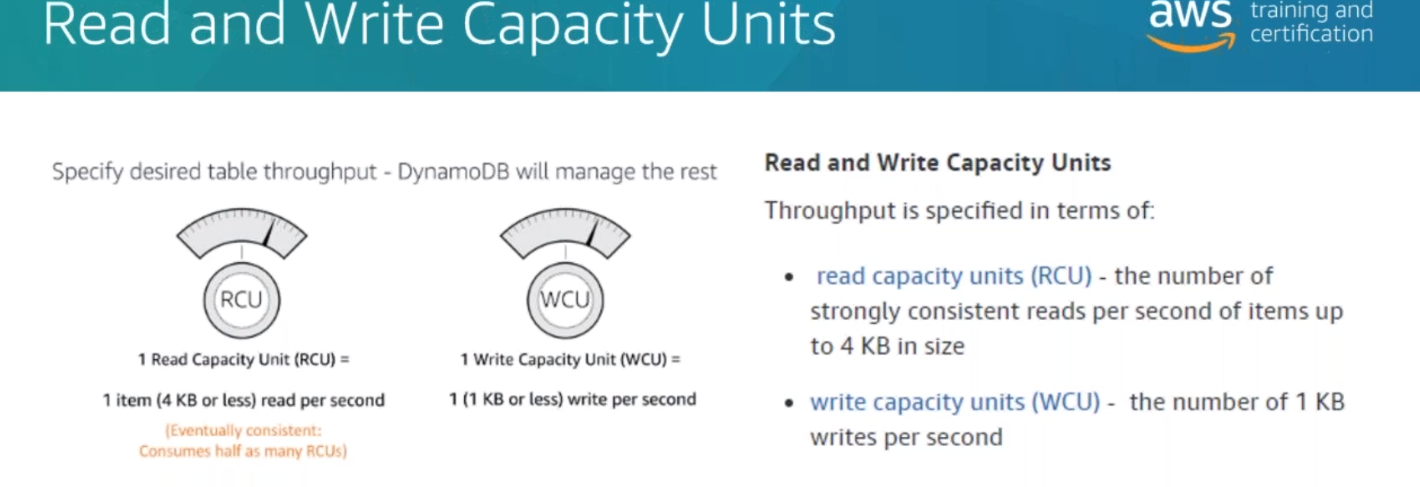 Read and Write Capacity Units
aws training and
certification
Specify desired table throughput - DynamoDB will manage the rest
RCU
WCU
1 Read Capacity Unit (RCU) =
1 item (4 KB or less) read per second
(Eventually consistent:
Consumes half as many RCUs)
1 Write Capacity Unit (WCU) =
1 (1 KB or less) write per second
Read and Write Capacity Units
Throughput is specified in terms of:
• read capacity units (RCU) - the number of
strongly consistent reads per second of items up
to 4 KB in size
• write capacity units (WCU) - the number of 1 KB
writes per second